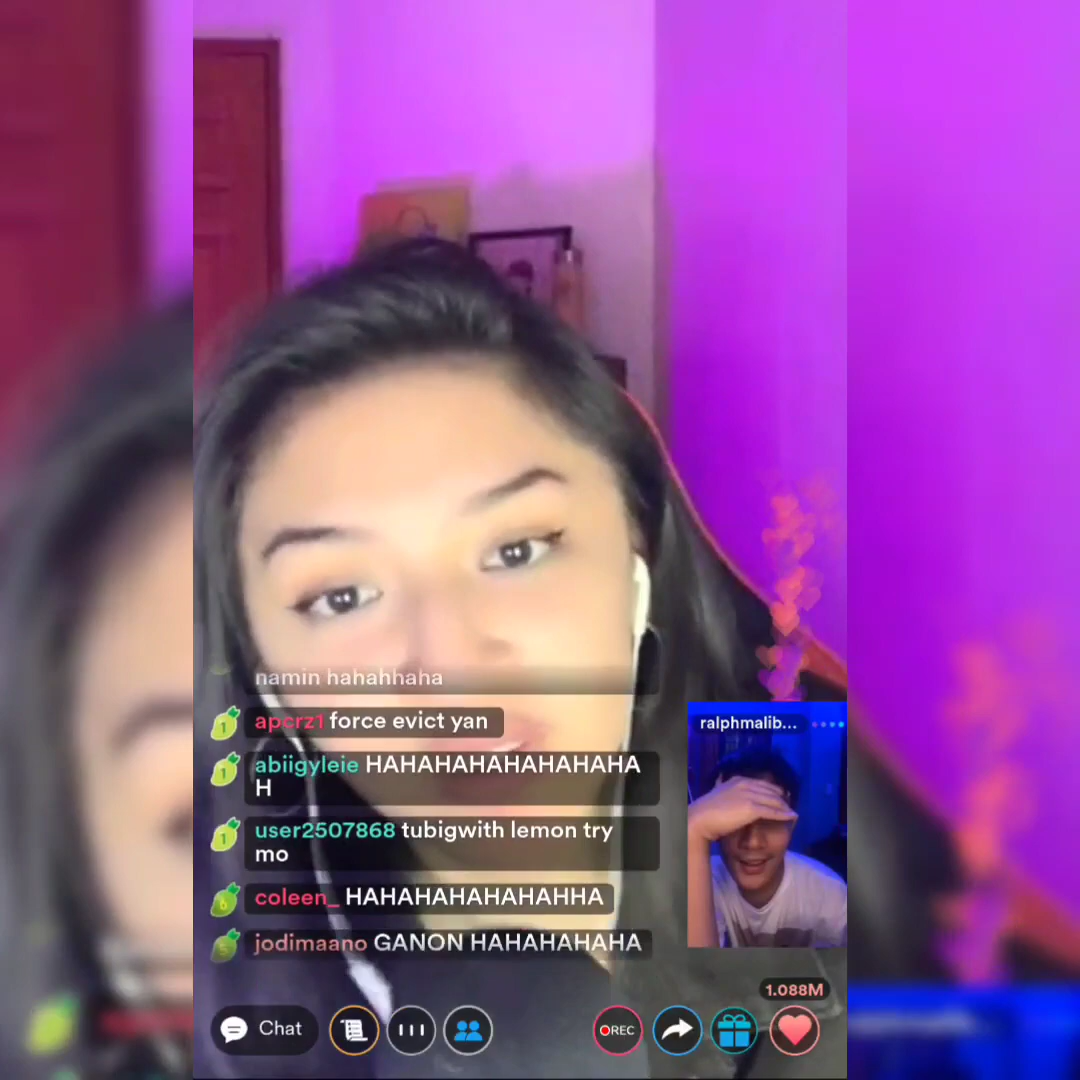 namin hahahhaha
apcrz1 force evict yan
abiigyleie HAHAHAHAHAHAHAHA
H
user2507868 tubigwith lemon try
mo
coleen_ HAHAHAHAHAHAHHA
jodimaano GANON HAHAHAHAHA
ralphmalib...
1.088M
Chat
REC